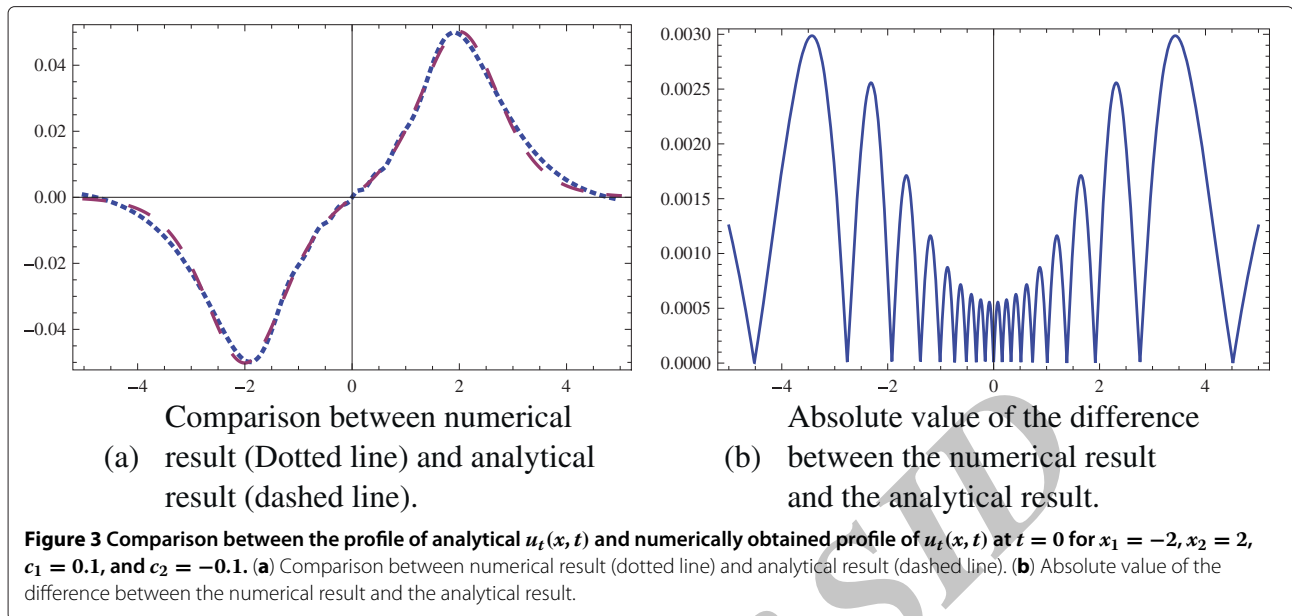 0.04
0.02
0.00
−0.02
−0.04
−4 −2 0 2 4
0.0030
0.0025
0.0020
0.0015
0.0010
0.0005
0.0000
−4 −2 0 2 4
Comparison between numerical
(a) result (Dotted line) and analytical
result (dashed line).
Absolute value of the difference
(b) between the numerical result
and the analytical result.
SID
Figure 3 Comparison between the profile of analytical u_t(x, t) and numerically obtained profile of u_t(x, t) at t = 0 for x₁ = −2, x₂ = 2,
c₁ = 0.1, and c₂ = −0.1. (a) Comparison between numerical result (dotted line) and analytical result (dashed line). (b) Absolute value of the
difference between the numerical result and the analytical result.